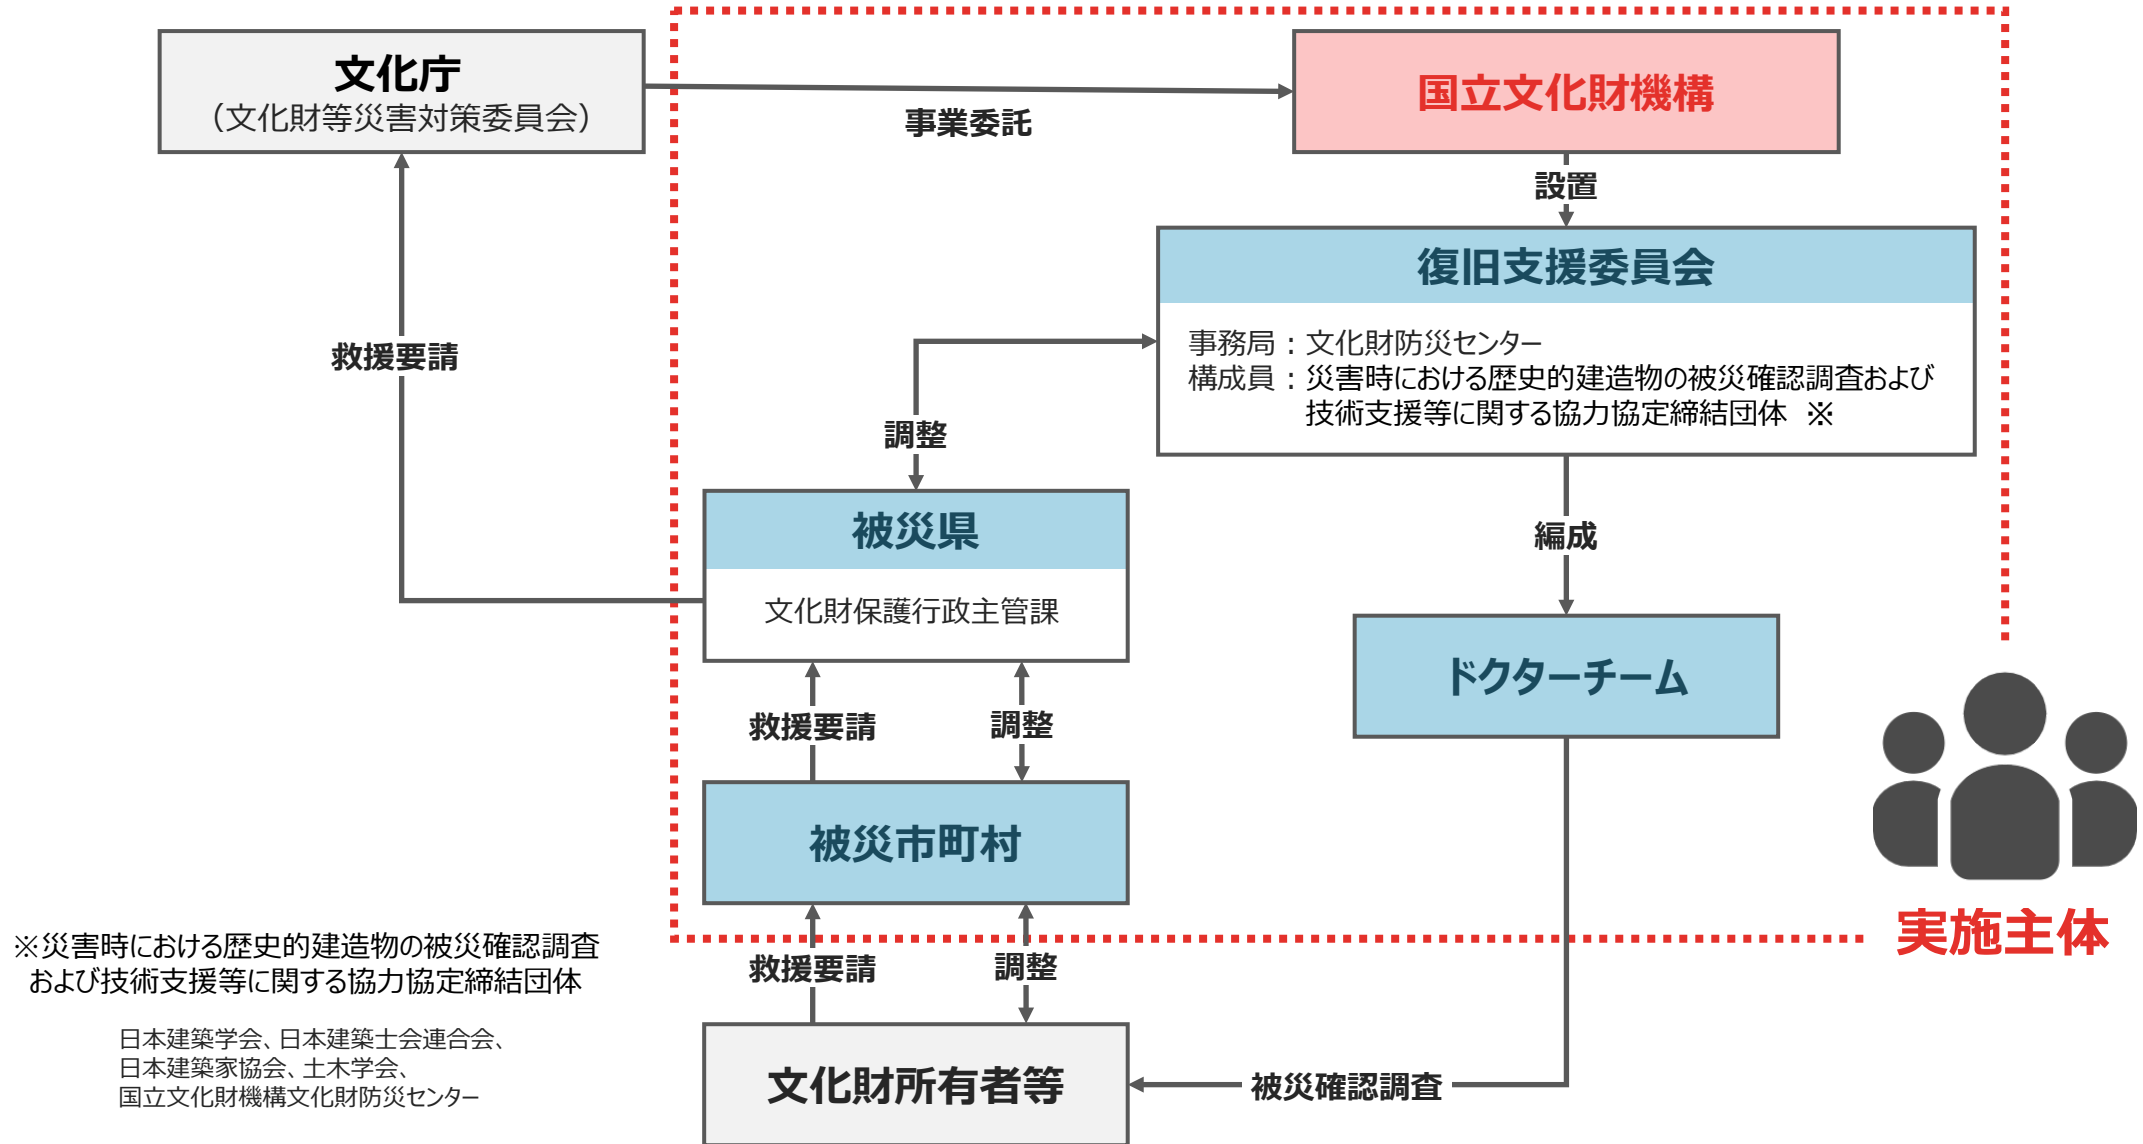 文化庁
（文化財等災害対策委員会）
事業委託
国立文化財機構
設置
復旧支援委員会
事務局：文化財防災センター
構成員：災害時における歴史的建造物の被災確認調査および
技術支援等に関する協力協定締結団体　※
救援要請
調整
被災県
文化財保護行政主管課
編成
ドクターチーム
救援要請
調整
被災市町村
実施主体
救援要請
調整
文化財所有者等
被災確認調査
※災害時における歴史的建造物の被災確認調査
および技術支援等に関する協力協定締結団体
日本建築学会、日本建築士会連合会、
日本建築家協会、土木学会、
国立文化財機構文化財防災センター